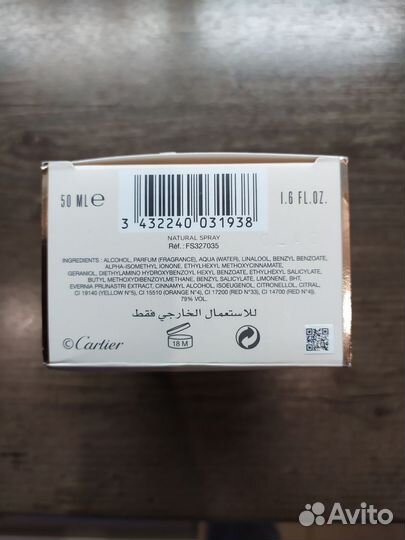 50 ML e
1.6 FL.OZ.
3 432240 031938
NATURAL SPRAY
Réf. : FS327035
INGREDIENTS : ALCOHOL, PARFUM (FRAGRANCE), AQUA (WATER), LINALOOL, BENZYL BENZOATE,
ALPHA-ISOMETHYL IONONE, ETHYLHEXYL METHOXYCINNAMATE,
GERANIOL, DIETHYLAMINO HYDROXYBENZOYL HEXYL BENZOATE, ETHYLHEXYL SALICYLATE,
BUTYL METHOXYDIBENZOYLMETHANE, BENZYL SALICYLATE, LIMONENE, BHT,
EVERNIA PRUNASTRI EXTRACT, CINNAMYL ALCOHOL, ISOEUGENOL, CITRONELLOL, CITRAL,
CI 19140 (YELLOW N°5), CI 15510 (ORANGE N°4), CI 17200 (RED N°33), CI 14700 (RED N°4).
79% VOL.
للاستعمال الخارجي فقط
© Cartier
18 M
Avito